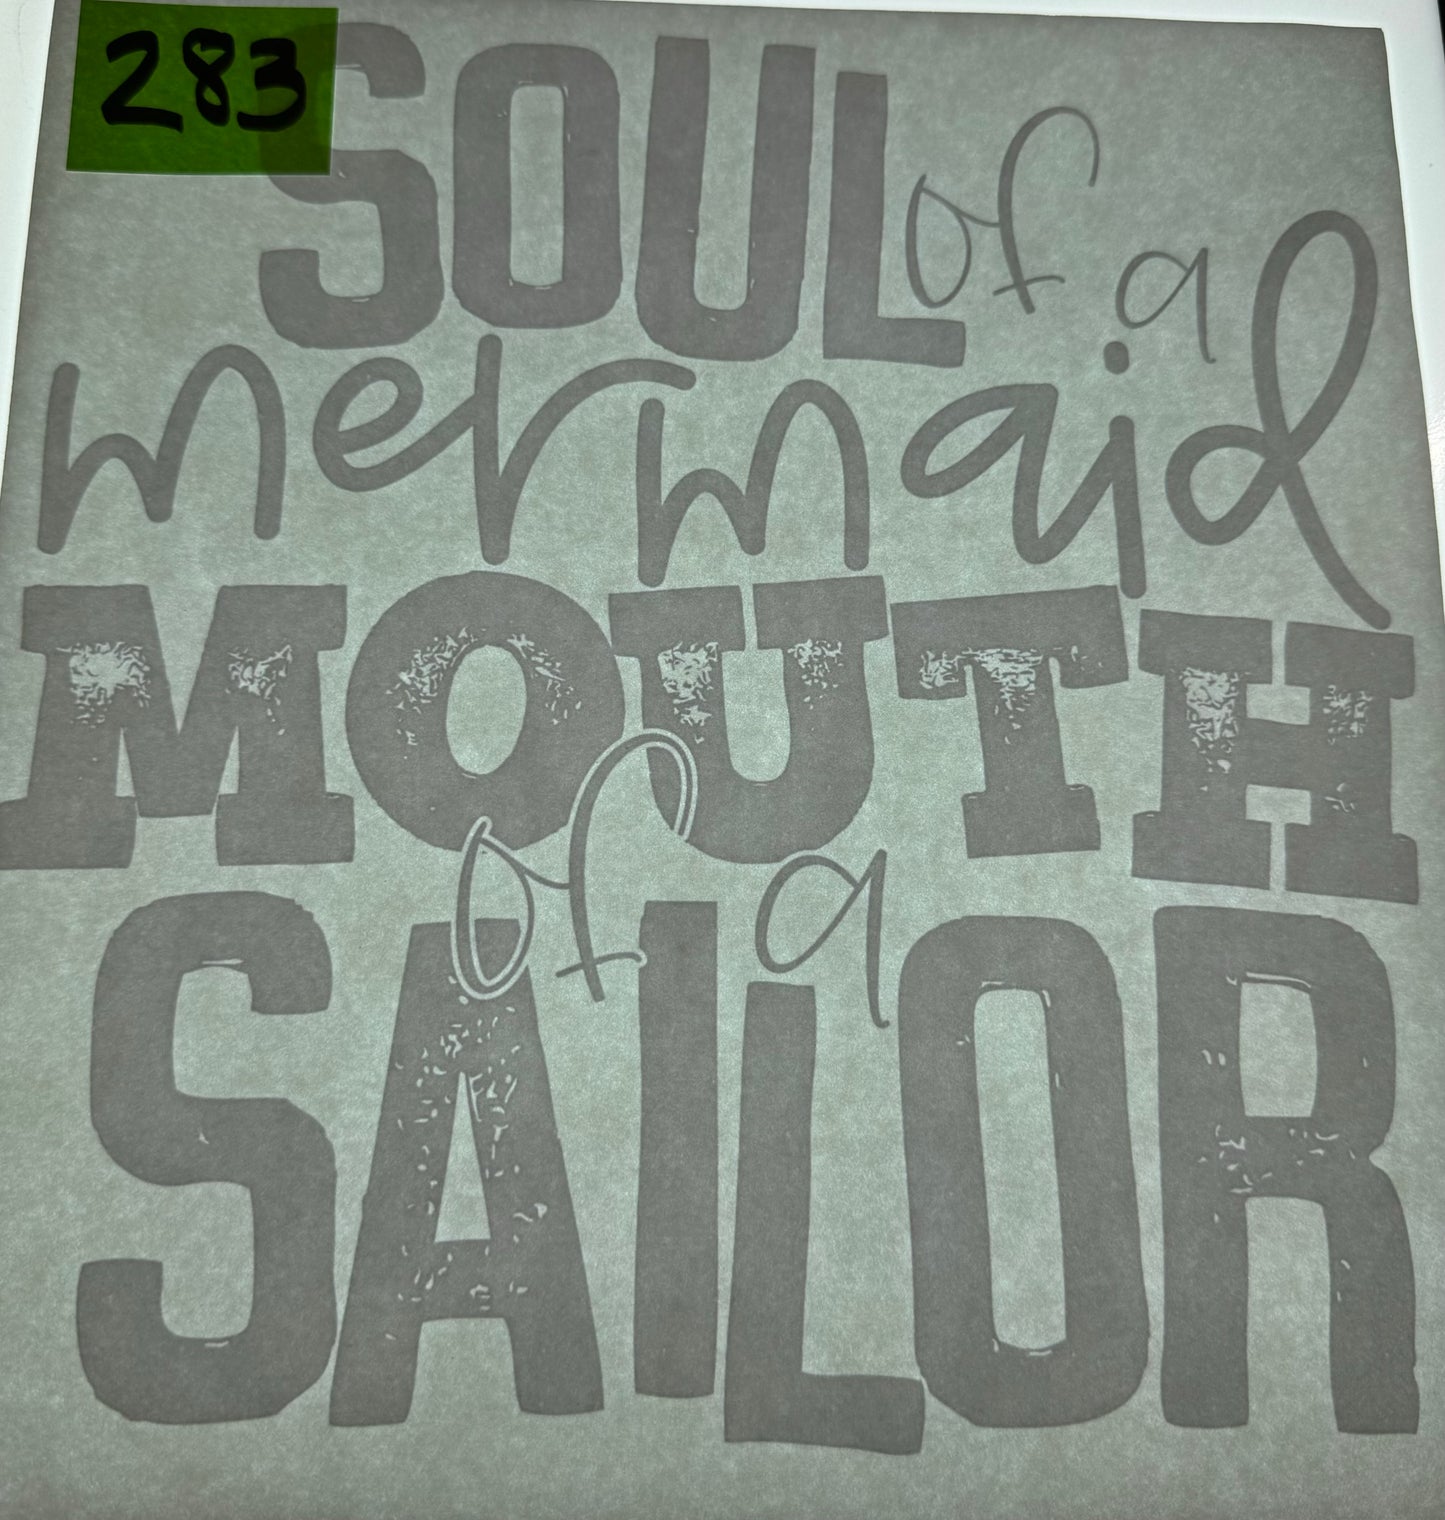 283
SOUL of a
mermaid
MOUTH
of a
SAILOR